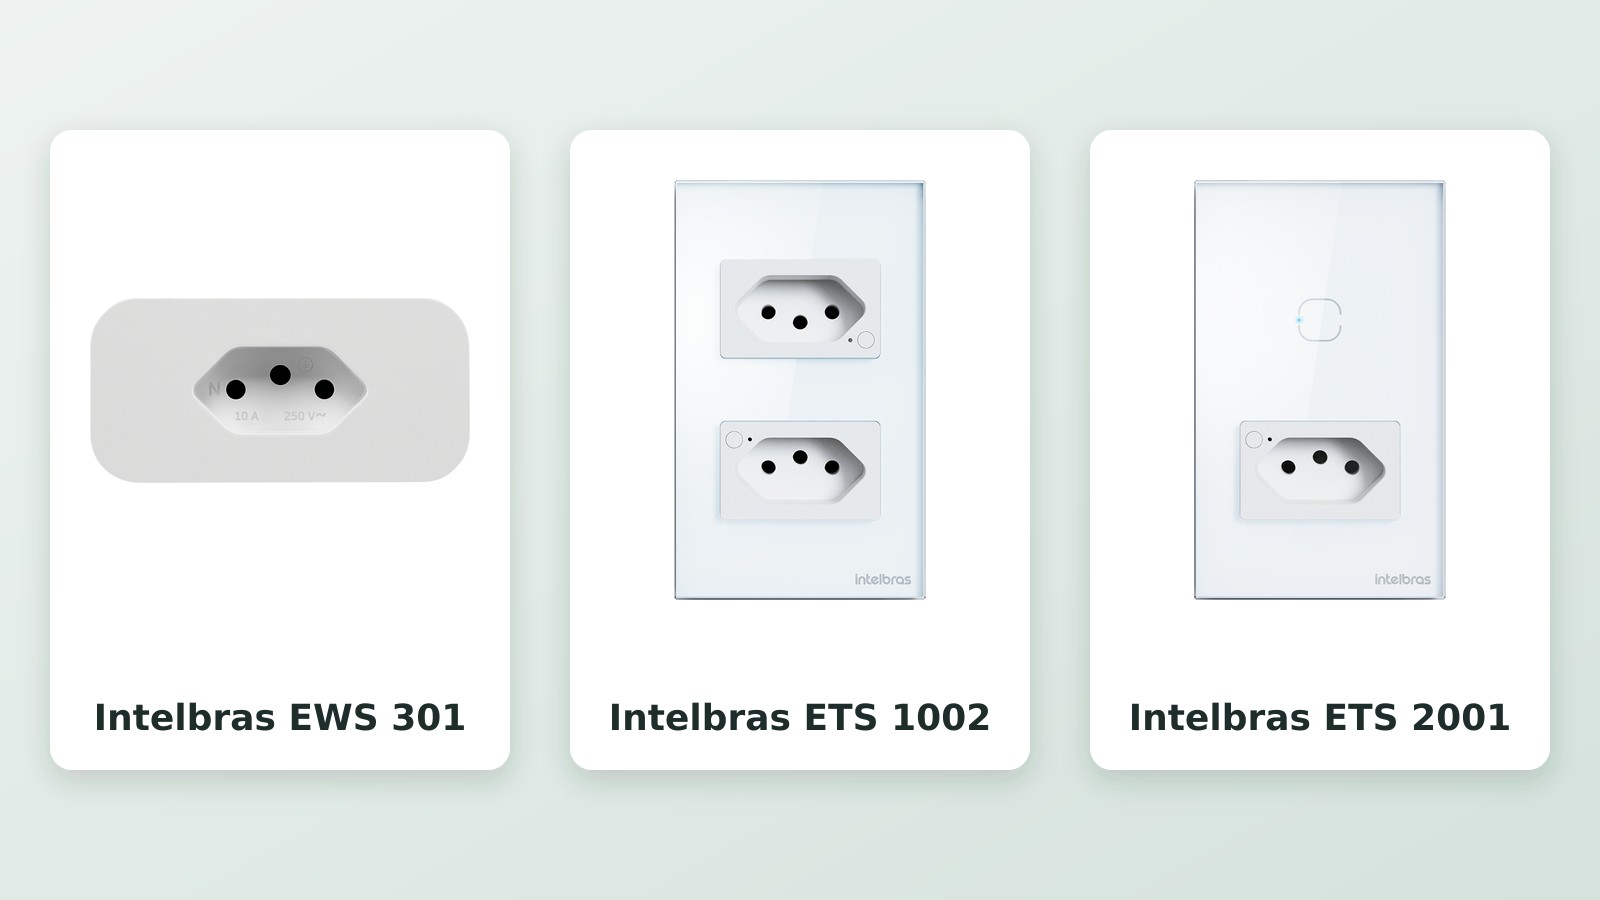 N
10 A 250 V~
Intelbras EWS 301
intelbras
Intelbras ETS 1002
intelbras
Intelbras ETS 2001